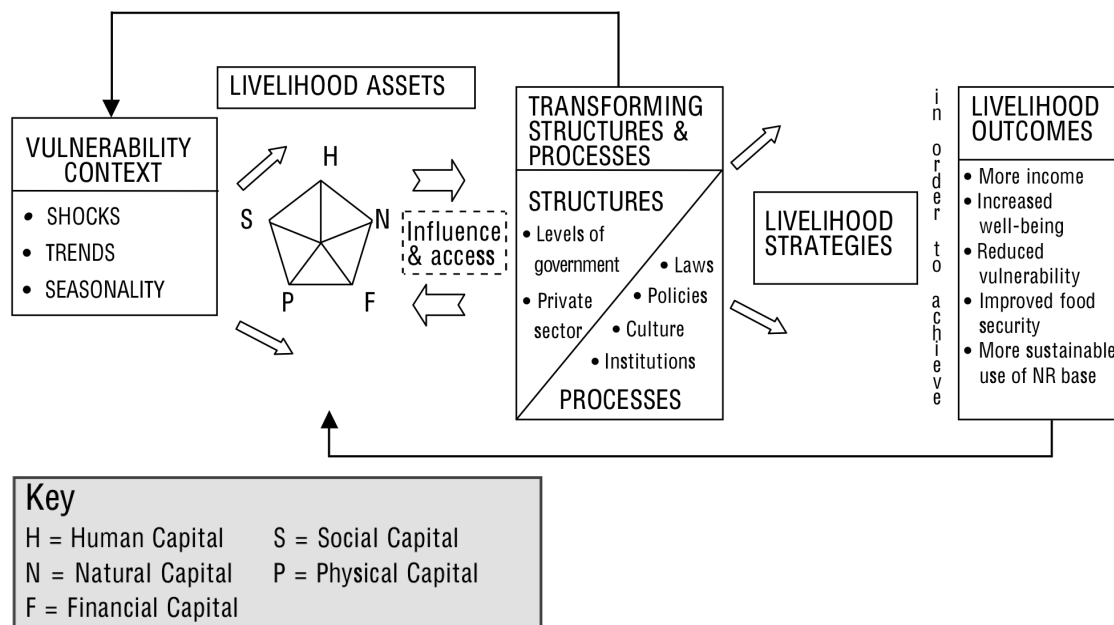 LIVELIHOOD ASSETS
VULNERABILITY
CONTEXT
• SHOCKS
• TRENDS
• SEASONALITY
H
S
N
P
F
Influence
& access
TRANSFORMING
STRUCTURES &
PROCESSES
STRUCTURES
• Levels of
government
• Private
sector
• Laws
• Policies
• Culture
• Institutions
PROCESSES
LIVELIHOOD
STRATEGIES
in order to achieve
LIVELIHOOD
OUTCOMES
• More income
• Increased
well-being
• Reduced
vulnerability
• Improved food
security
• More sustainable
use of NR base
Key
H = Human Capital
S = Social Capital
N = Natural Capital
P = Physical Capital
F = Financial Capital